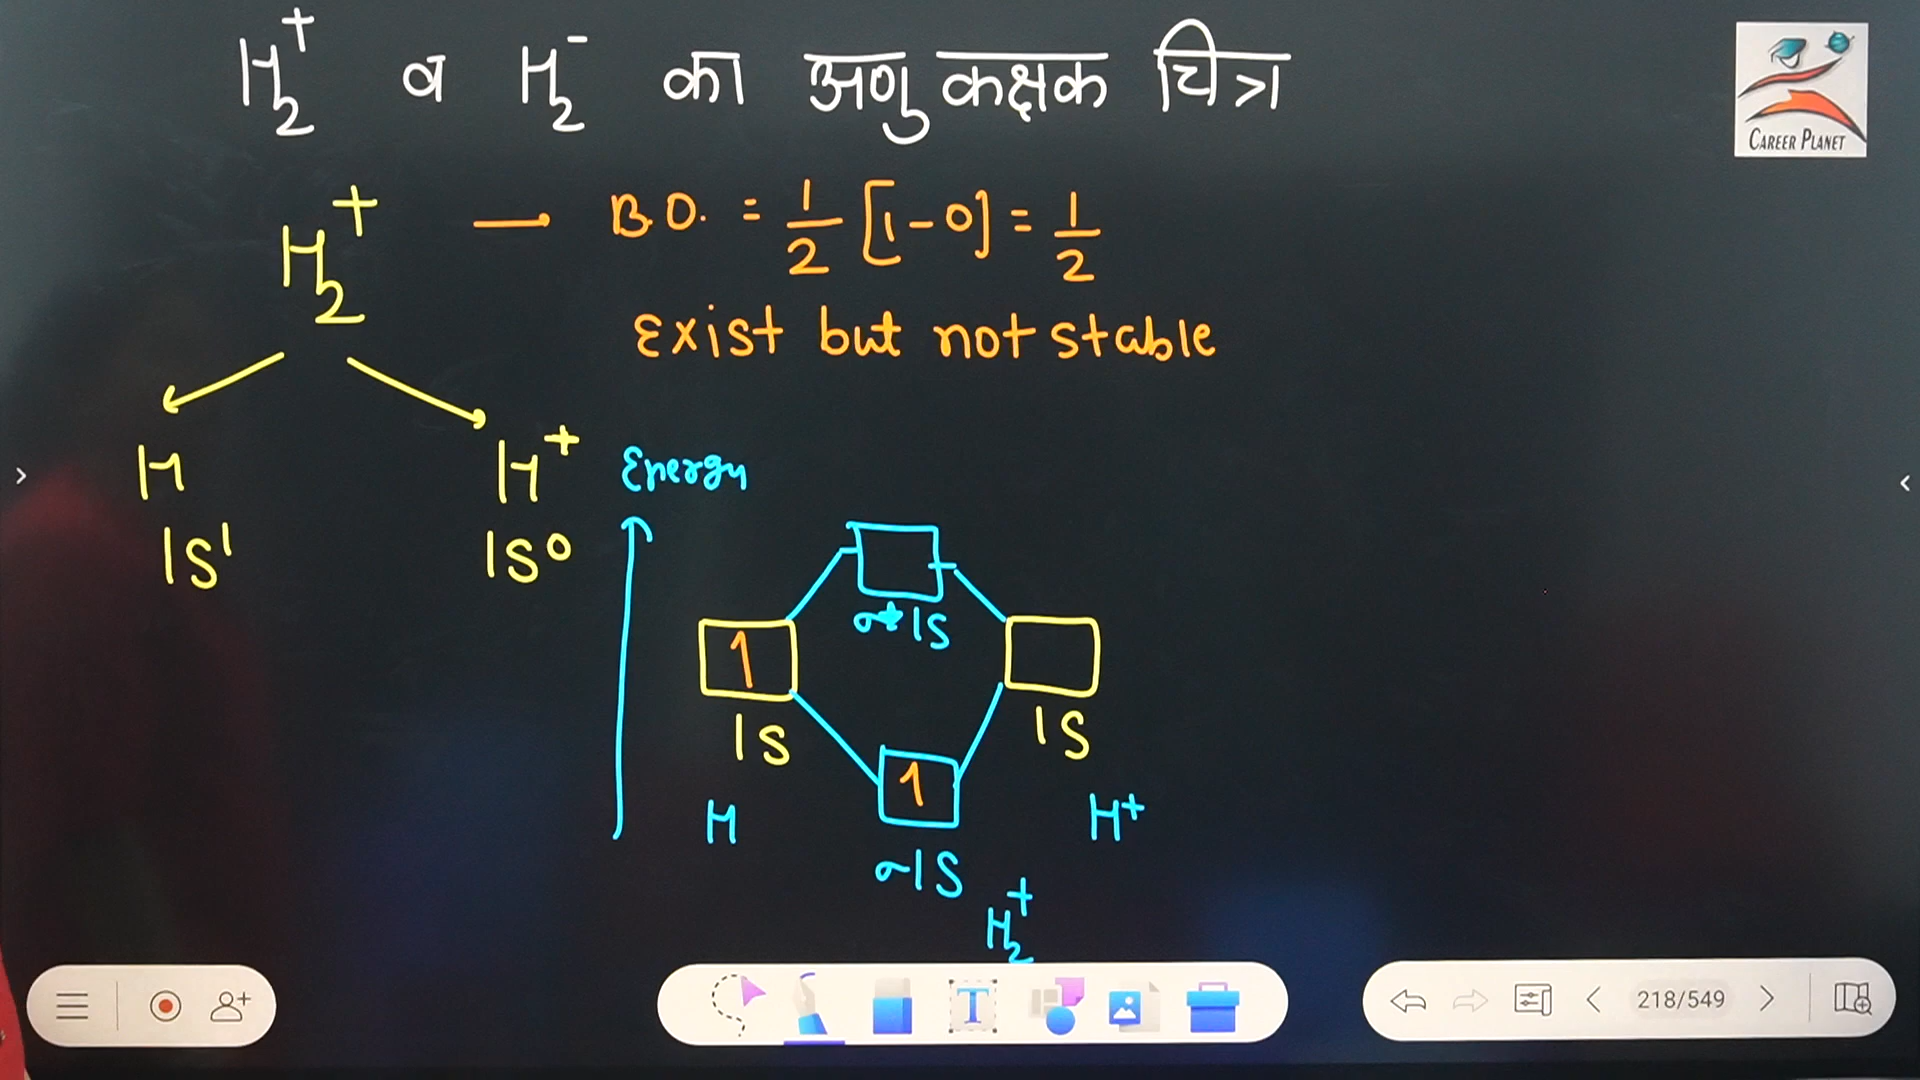 H₂⁺ व H₂⁻ का अणु कक्षक चित्र
CAREER PLANET
H₂⁺ — B.O. = 1/2 [1-0] = 1/2
Exist but not stable
H
1S¹
H⁺
1S⁰
Energy
σ*1S
1
1S
1S
1
H
H⁺
σ1S
H₂⁺
T
218/549